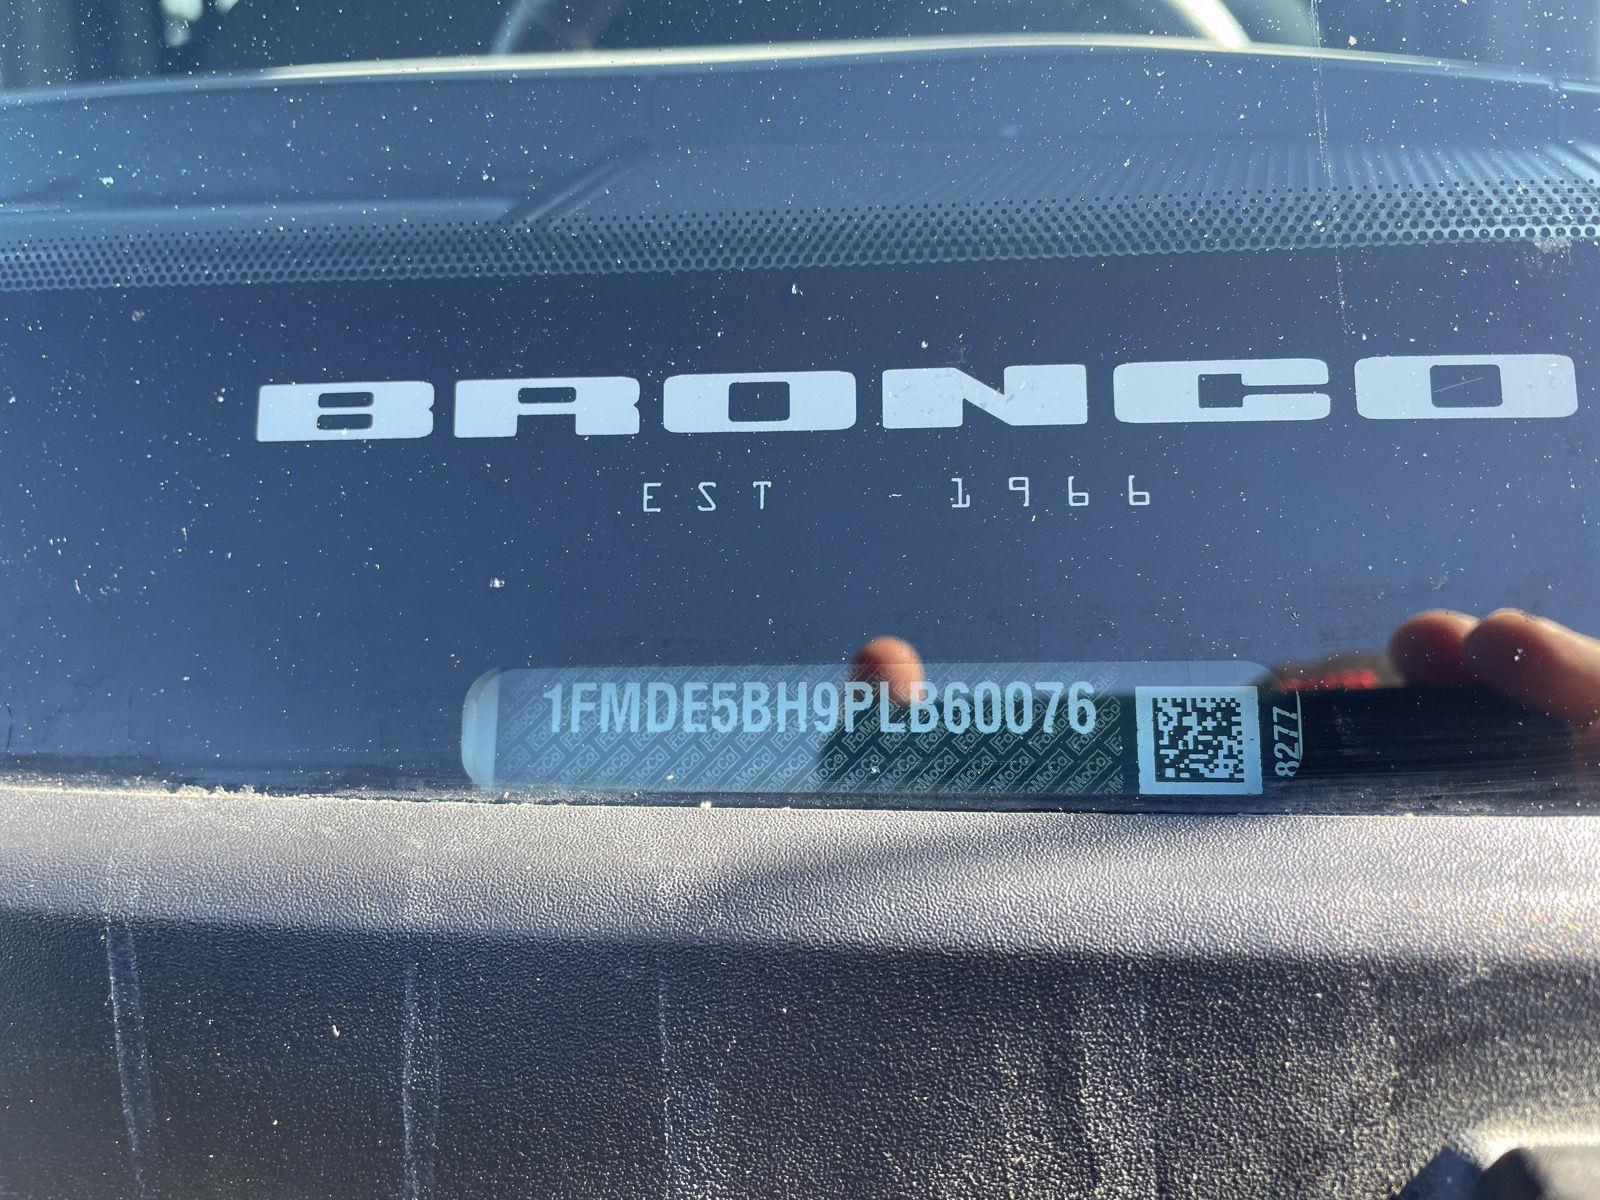 BRONCO
EST - 1966
1FMDE5BH9PLB60076
8277